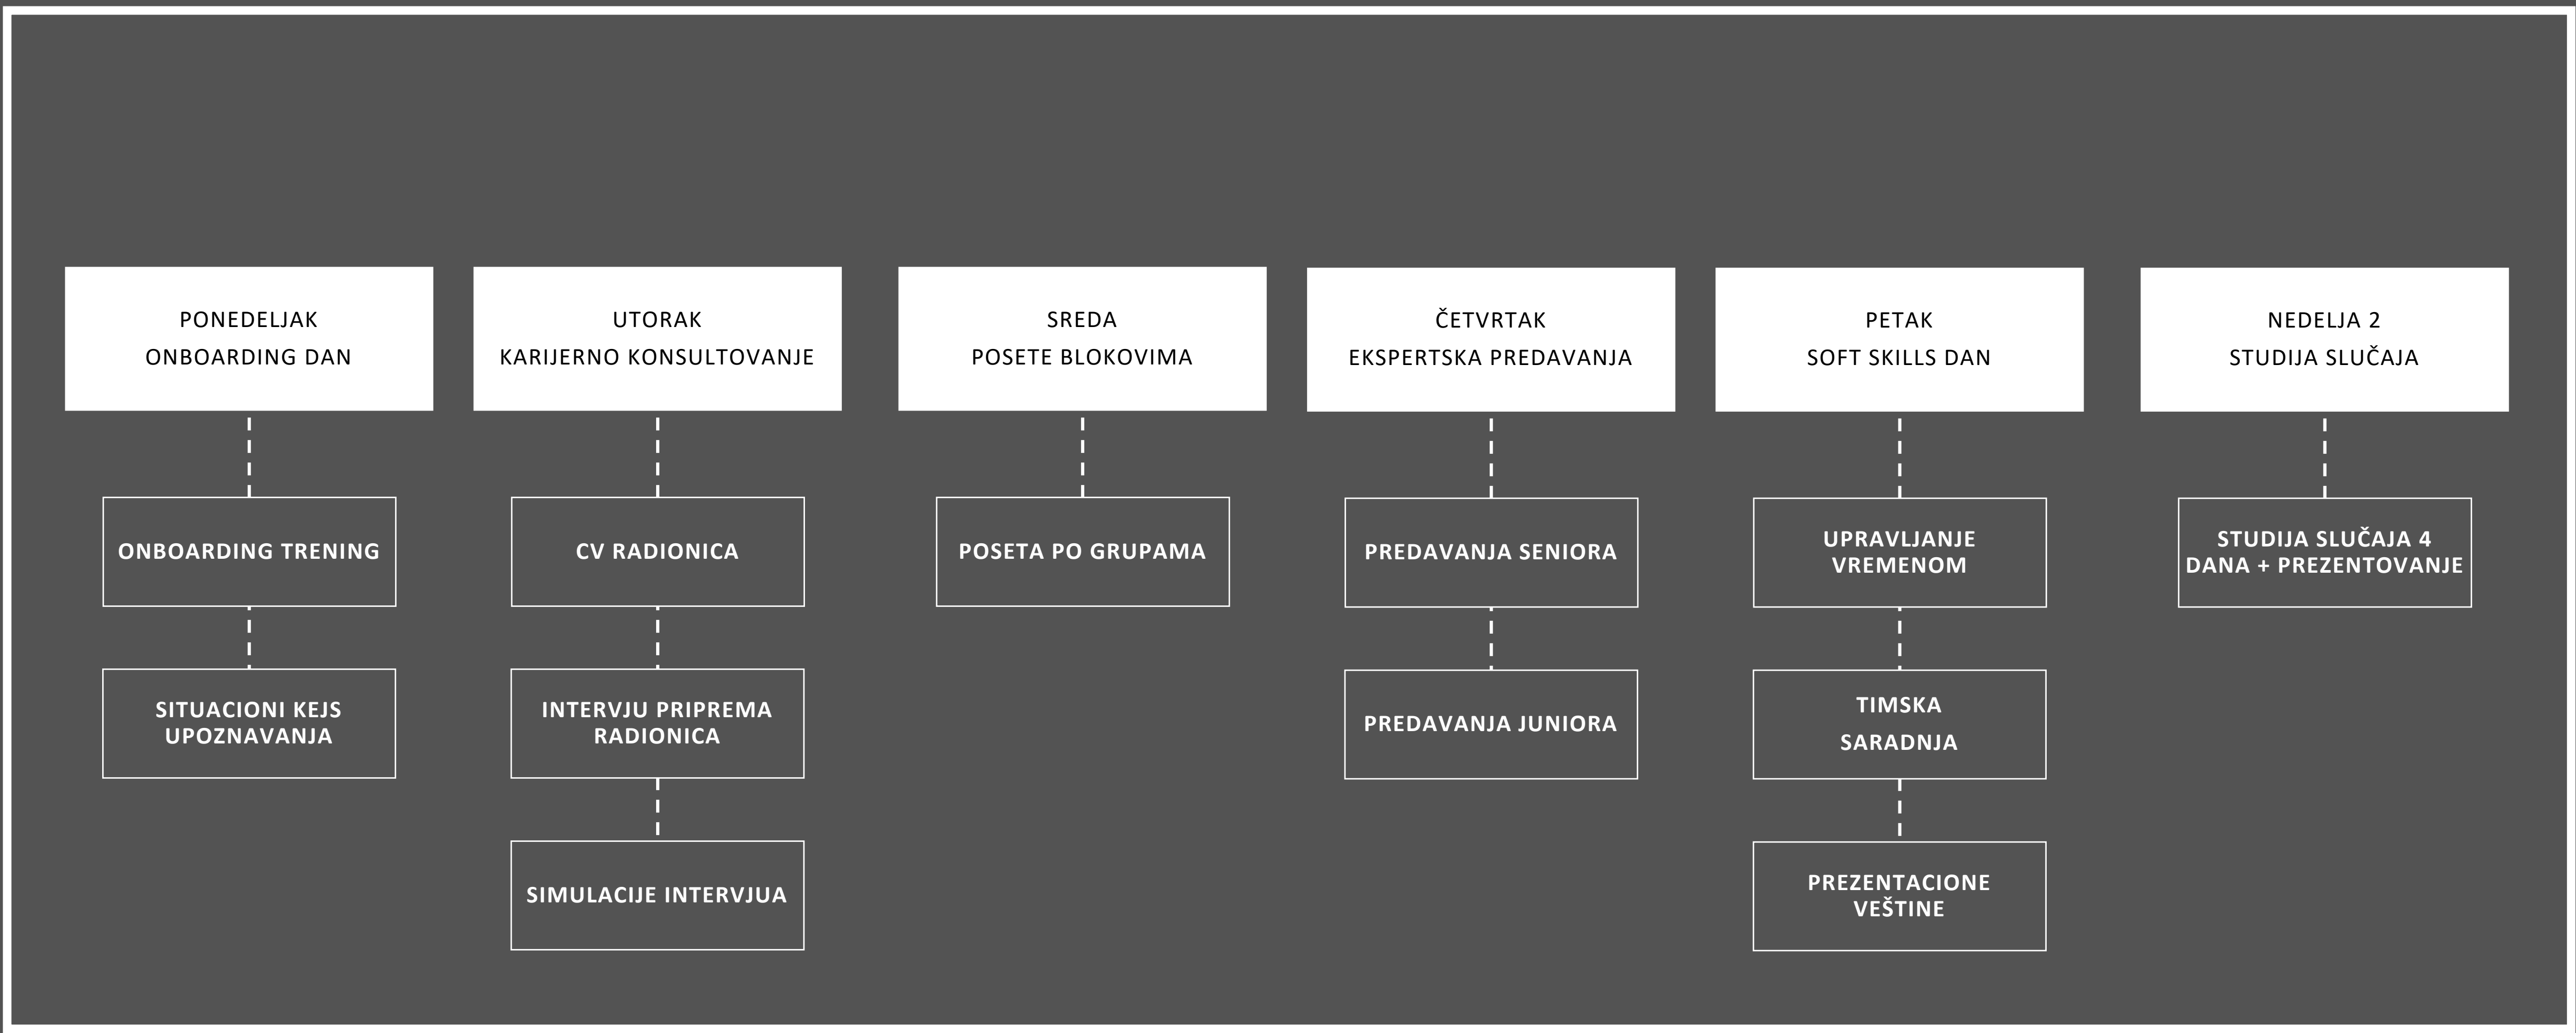 PONEDELJAK
ONBOARDING DAN
ONBOARDING TRENING
SITUACIONI KEJS
UPOZNAVANJA
UTORAK
KARIJERNO KONSULTOVANJE
CV RADIONICA
INTERVJU PRIPREMA
RADIONICA
SIMULACIJE INTERVJUA
SREDA
POSETE BLOKOVIMA
POSETA PO GRUPAMA
ČETVRTAK
EKSPERTSKA PREDAVANJA
PREDAVANJA SENIORA
PREDAVANJA JUNIORA
PETAK
SOFT SKILLS DAN
UPRAVLJANJE
VREMENOM
TIMSKA
SARADNJA
PREZENTACIONE
VEŠTINE
NEDELJA 2
STUDIJA SLUČAJA
STUDIJA SLUČAJA 4
DANA + PREZENTOVANJE